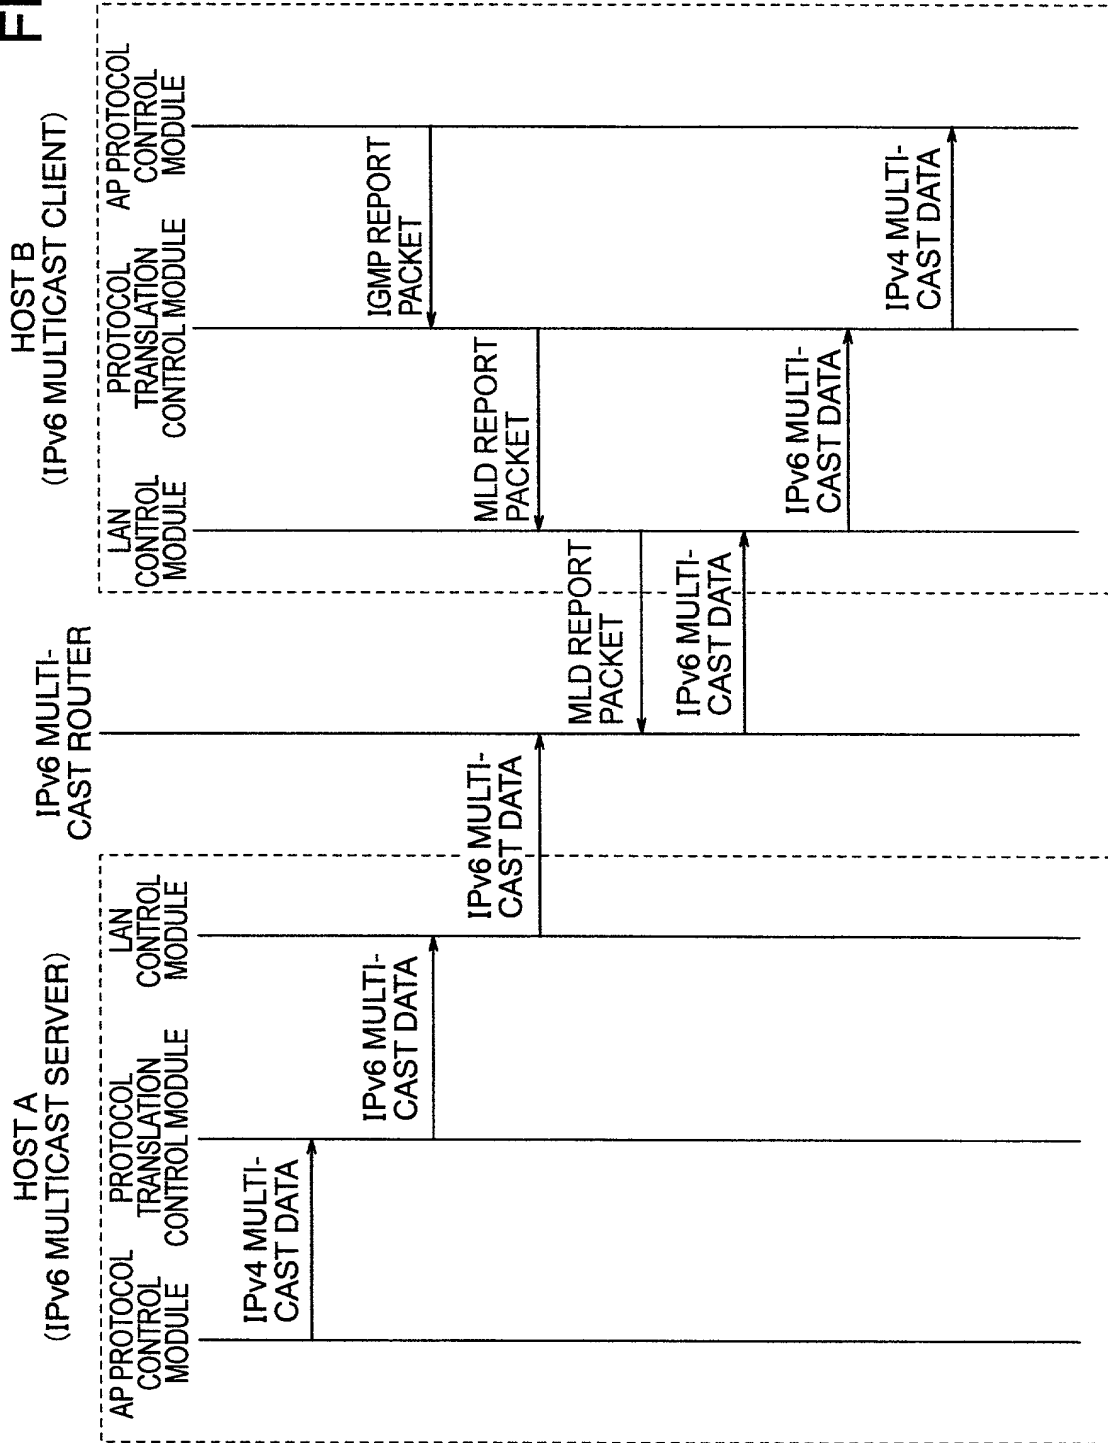 HOST A
(IPv6 MULTICAST SERVER)
AP PROTOCOL
CONTROL
MODULE
PROTOCOL
TRANSLATION
CONTROL MODULE
LAN
CONTROL
MODULE
IPv6 MULTI-
CAST ROUTER
HOST B
(IPv6 MULTICAST CLIENT)
LAN
CONTROL
MODULE
PROTOCOL
TRANSLATION
CONTROL MODULE
AP PROTOCOL
CONTROL
MODULE
IPv4 MULTI-
CAST DATA
IPv6 MULTI-
CAST DATA
IPv6 MULTI-
CAST DATA
IGMP REPORT
PACKET
MLD REPORT
PACKET
MLD REPORT
PACKET
IPv6 MULTI-
CAST DATA
IPv6 MULTI-
CAST DATA
IPv4 MULTI-
CAST DATA